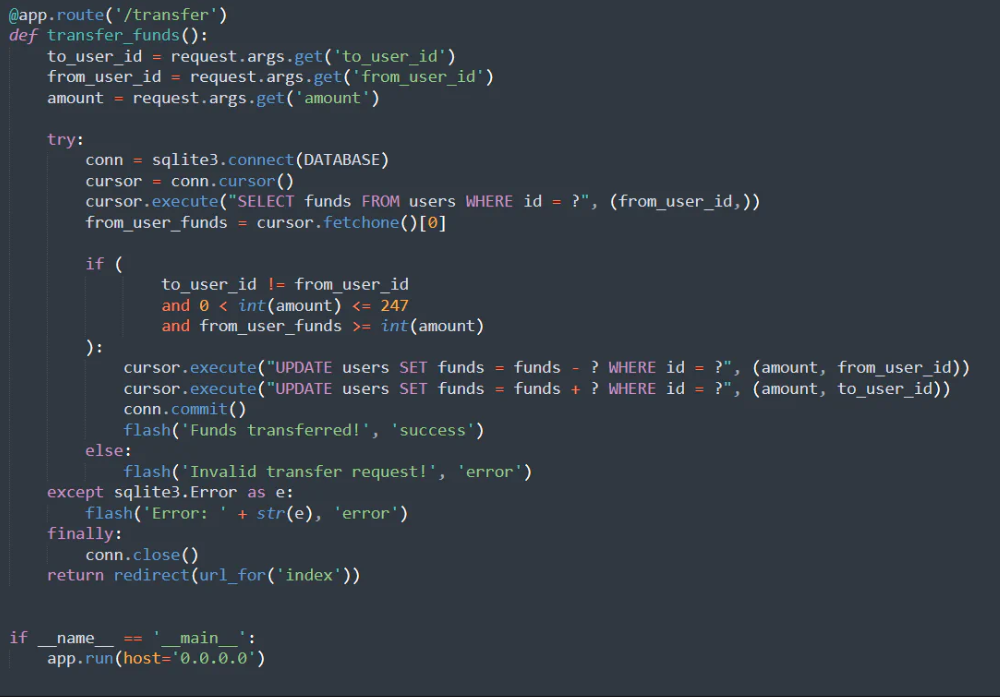 @app.route('/transfer')
def transfer_funds():
    to_user_id = request.args.get('to_user_id')
    from_user_id = request.args.get('from_user_id')
    amount = request.args.get('amount')

    try:
        conn = sqlite3.connect(DATABASE)
        cursor = conn.cursor()
        cursor.execute("SELECT funds FROM users WHERE id = ?", (from_user_id,))
        from_user_funds = cursor.fetchone()[0]

        if (
                to_user_id != from_user_id
                and 0 < int(amount) <= 247
                and from_user_funds >= int(amount)
        ):
            cursor.execute("UPDATE users SET funds = funds - ? WHERE id = ?", (amount, from_user_id))
            cursor.execute("UPDATE users SET funds = funds + ? WHERE id = ?", (amount, to_user_id))
            conn.commit()
            flash('Funds transferred!', 'success')
        else:
            flash('Invalid transfer request!', 'error')
    except sqlite3.Error as e:
        flash('Error: ' + str(e), 'error')
    finally:
        conn.close()
    return redirect(url_for('index'))


if __name__ == '__main__':
    app.run(host='0.0.0.0')